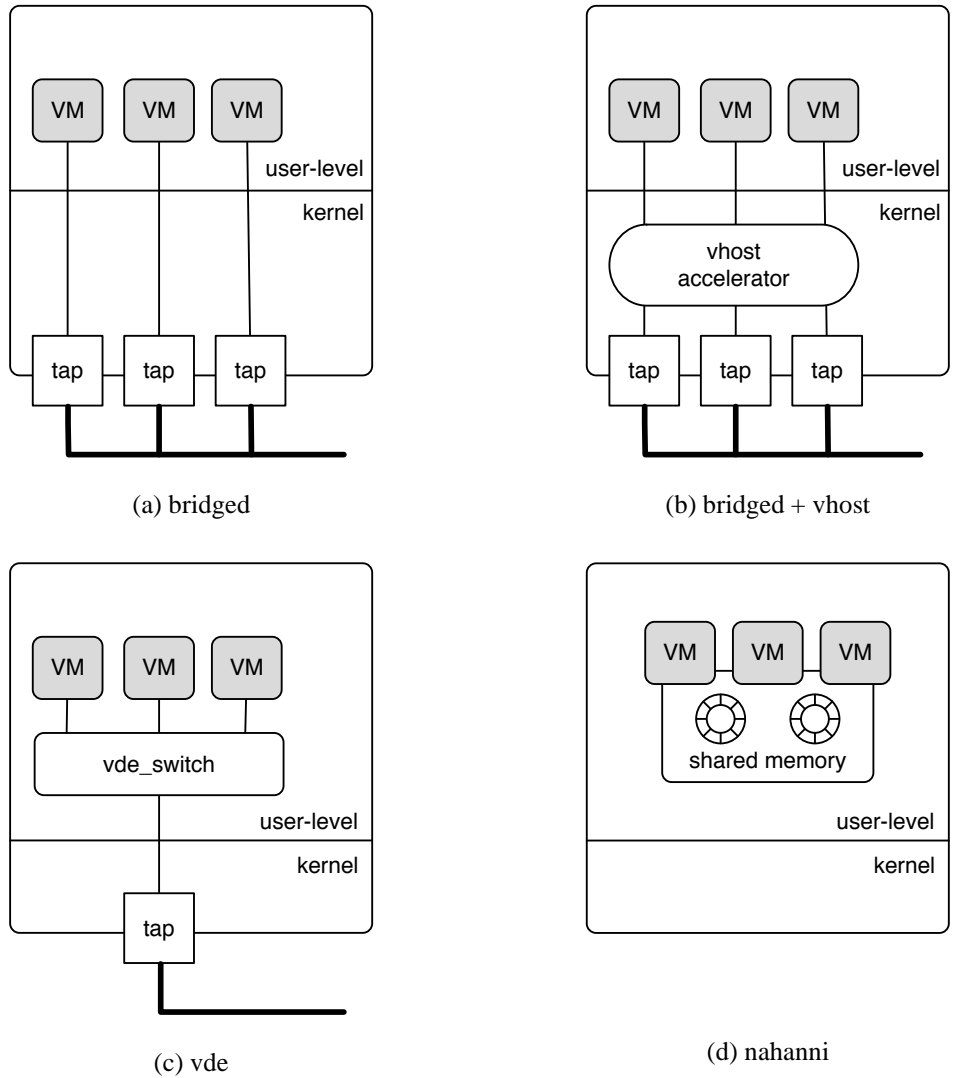 VM VM VM
user-level
kernel
tap tap tap
(a) bridged
VM VM VM
user-level
kernel
vhost
accelerator
tap tap tap
(b) bridged + vhost
VM VM VM
vde_switch
user-level
kernel
tap
(c) vde
VM VM VM
shared memory
user-level
kernel
(d) nahanni